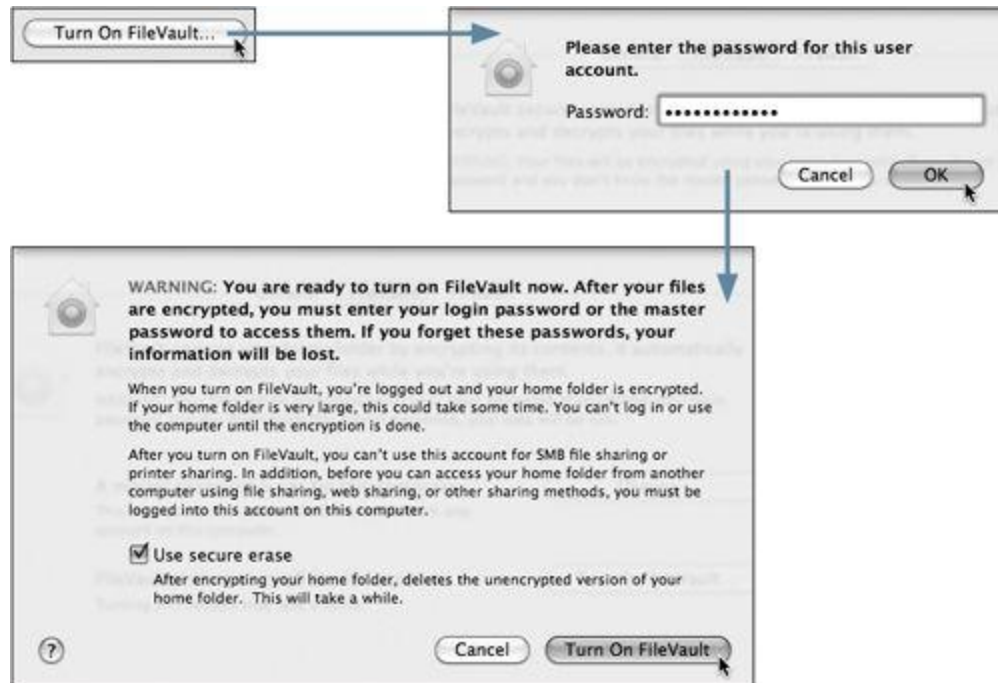 Turn On FileVault...
Please enter the password for this user
account.
Password: ••••••••••••
Cancel
OK
WARNING: You are ready to turn on FileVault now. After your files
are encrypted, you must enter your login password or the master
password to access them. If you forget these passwords, your
information will be lost.
When you turn on FileVault, you're logged out and your home folder is encrypted.
If your home folder is very large, this could take some time. You can't log in or use
the computer until the encryption is done.
After you turn on FileVault, you can't use this account for SMB file sharing or
printer sharing. In addition, before you can access your home folder from another
computer using file sharing, web sharing, or other sharing methods, you must be
logged into this account on this computer.
Use secure erase
After encrypting your home folder, deletes the unencrypted version of your
home folder. This will take a while.
?
Cancel
Turn On FileVault